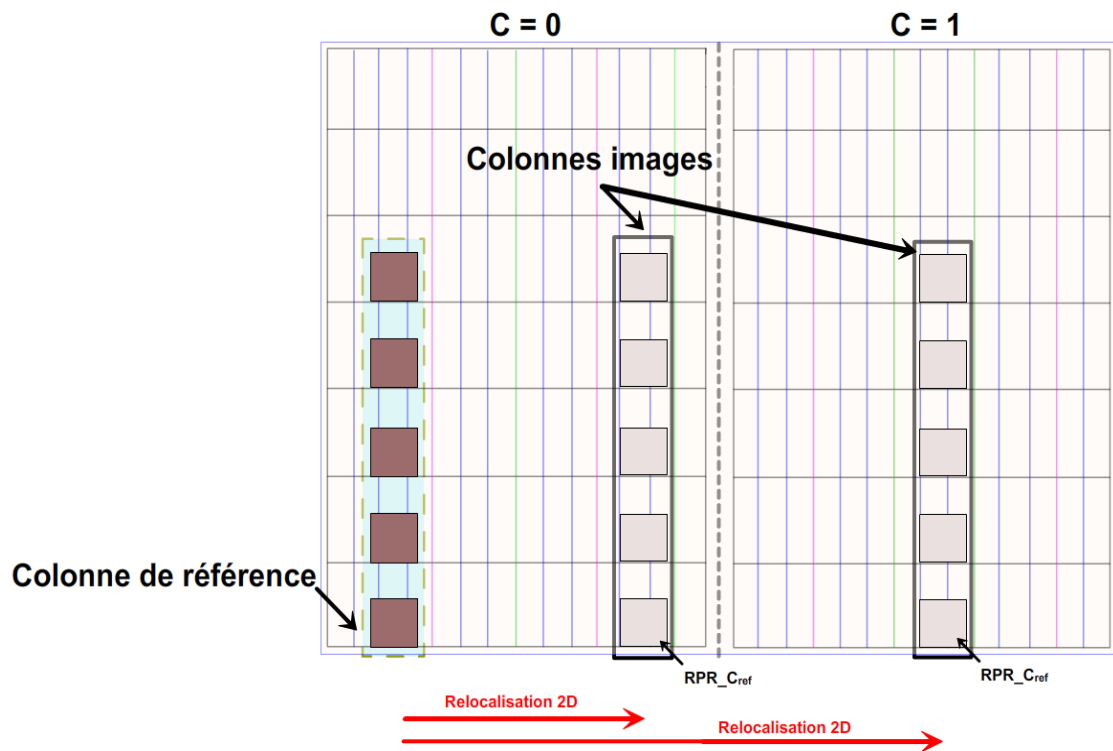 C = 0
C = 1
Colonnes images
Colonne de référence
RPR_Cref
RPR_Cref
Relocalisation 2D
Relocalisation 2D